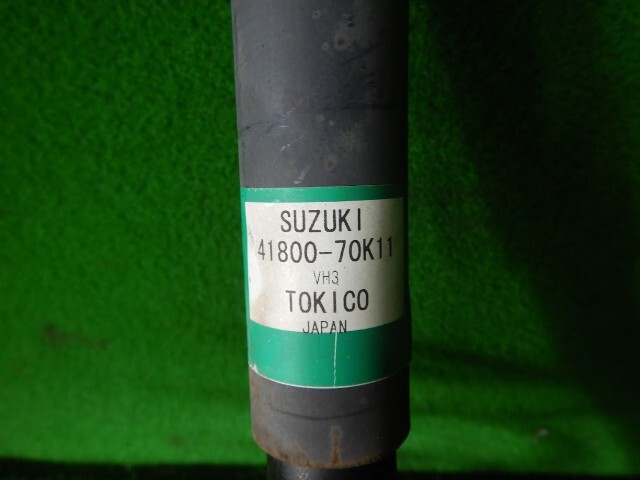 SUZUKI
41800-70K11
VH3
TOKICO
JAPAN